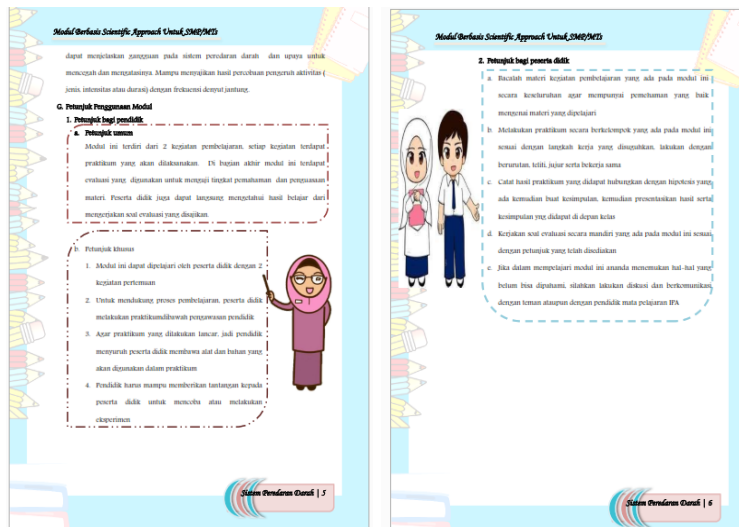 Modul Berbasis Scientific Approach Untuk SMP/MTs
dapat menjelaskan gangguan pada sistem peredaran darah dan upaya untuk
mencegah dan mengatasinya. Mampu menyajikan hasil percobaan pengaruh aktivitas (
jenis, intensitas atau durasi) dengan frekuensi denyut jantung.
G. Petunjuk Penggunaan Modul
1. Petunjuk bagi pendidik
a. Petunjuk umum
Modul ini terdiri dari 2 kegiatan pembelajaran, setiap kegiatan terdapat
praktikum yang akan dilaksanakan. Di bagian akhir modul ini terdapat
evaluasi yang digunakan untuk menguji tingkat pemahaman dan penguasaan
materi. Peserta didik juga dapat langsung mengetahui hasil belajar dari
mengerjakan soal evaluasi yang disajikan.
b. Petunjuk khusus
1. Modul ini dapat dipelajari oleh peserta didik dengan 2
kegiatan pertemuan
2. Untuk mendukung proses pembelajaran, peserta didik
melakukan praktikumdibawah pengawasan pendidik
3. Agar praktikum yang dilakukan lancar, jadi pendidik
menyuruh peserta didik membawa alat dan bahan yang
akan digunakan dalam praktikum
4. Pendidik harus mampu memberikan tantangan kepada
peserta didik untuk mencoba atau melakukan
eksperimen
Sistem Peredaran Darah | 5
Modul Berbasis Scientific Approach Untuk SMP/MTs
2. Petunjuk bagi peserta didik
a. Bacalah materi kegiatan pembelajaran yang ada pada modul ini
secara keseluruhan agar mempunyai pemehaman yang baik
mengenai materi yang dipelajari
b. Melakukan praktikum secara berkelompok yang ada pada modul ini
sesuai dengan langkah kerja yang disuguhkan, lakukan dengan
berurutan, teliti, jujur serta bekerja sama
c. Catat hasil praktikum yang didapat hubungkan dengan hipotesis yang
ada kemudian buat kesimpulan, kemudian presentasikan hasil serta
kesimpulan yng didapat di depan kelas
d. Kerjakan soal evaluasi secara mandiri yang ada pada modul ini sesuai
dengan petunjuk yang telah disediakan
e. Jika dalam mempelajari modul ini ananda menemukan hal-hal yang
belum bisa dipahami, silahkan lakukan diskusi dan berkomunikasi
dengan teman ataupun dengan pendidik mata pelajaran IPA
Sistem Peredaran Darah | 6